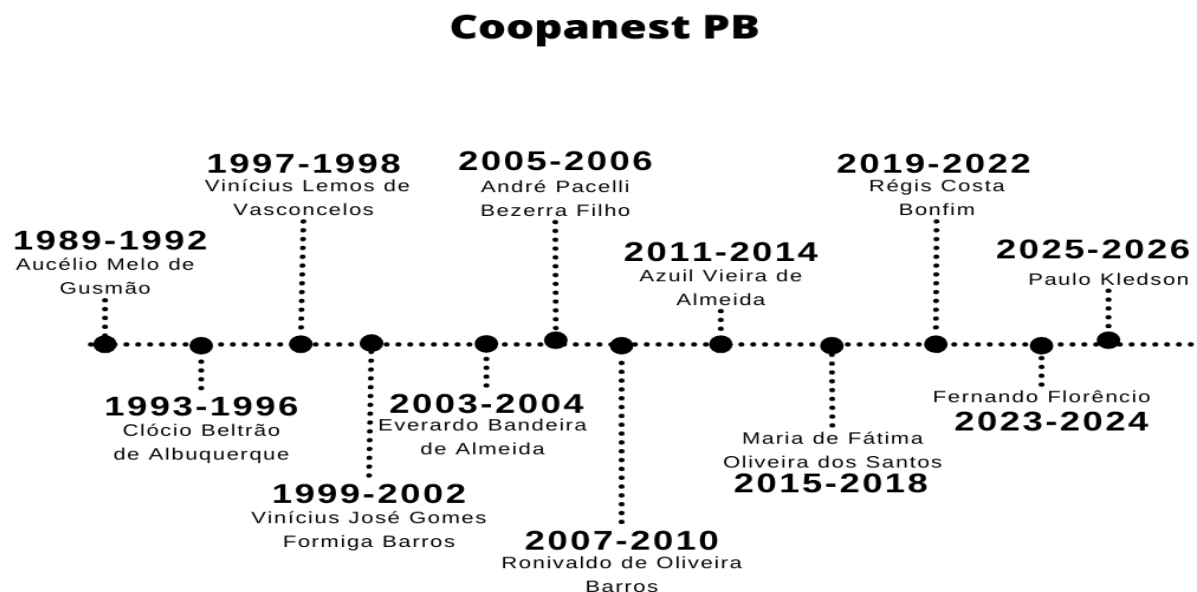 Coopanest PB
1989-1992
Aucélio Melo de
Gusmão
1993-1996
Clócio Beltrão
de Albuquerque
1997-1998
Vinícius Lemos de
Vasconcelos
1999-2002
Vinícius José Gomes
Formiga Barros
2003-2004
Everardo Bandeira
de Almeida
2005-2006
André Pacelli
Bezerra Filho
2007-2010
Ronivaldo de Oliveira
Barros
2011-2014
Azuil Vieira de
Almeida
Maria de Fátima
Oliveira dos Santos
2015-2018
2019-2022
Régis Costa
Bonfim
Fernando Florêncio
2023-2024
2025-2026
Paulo Kledson